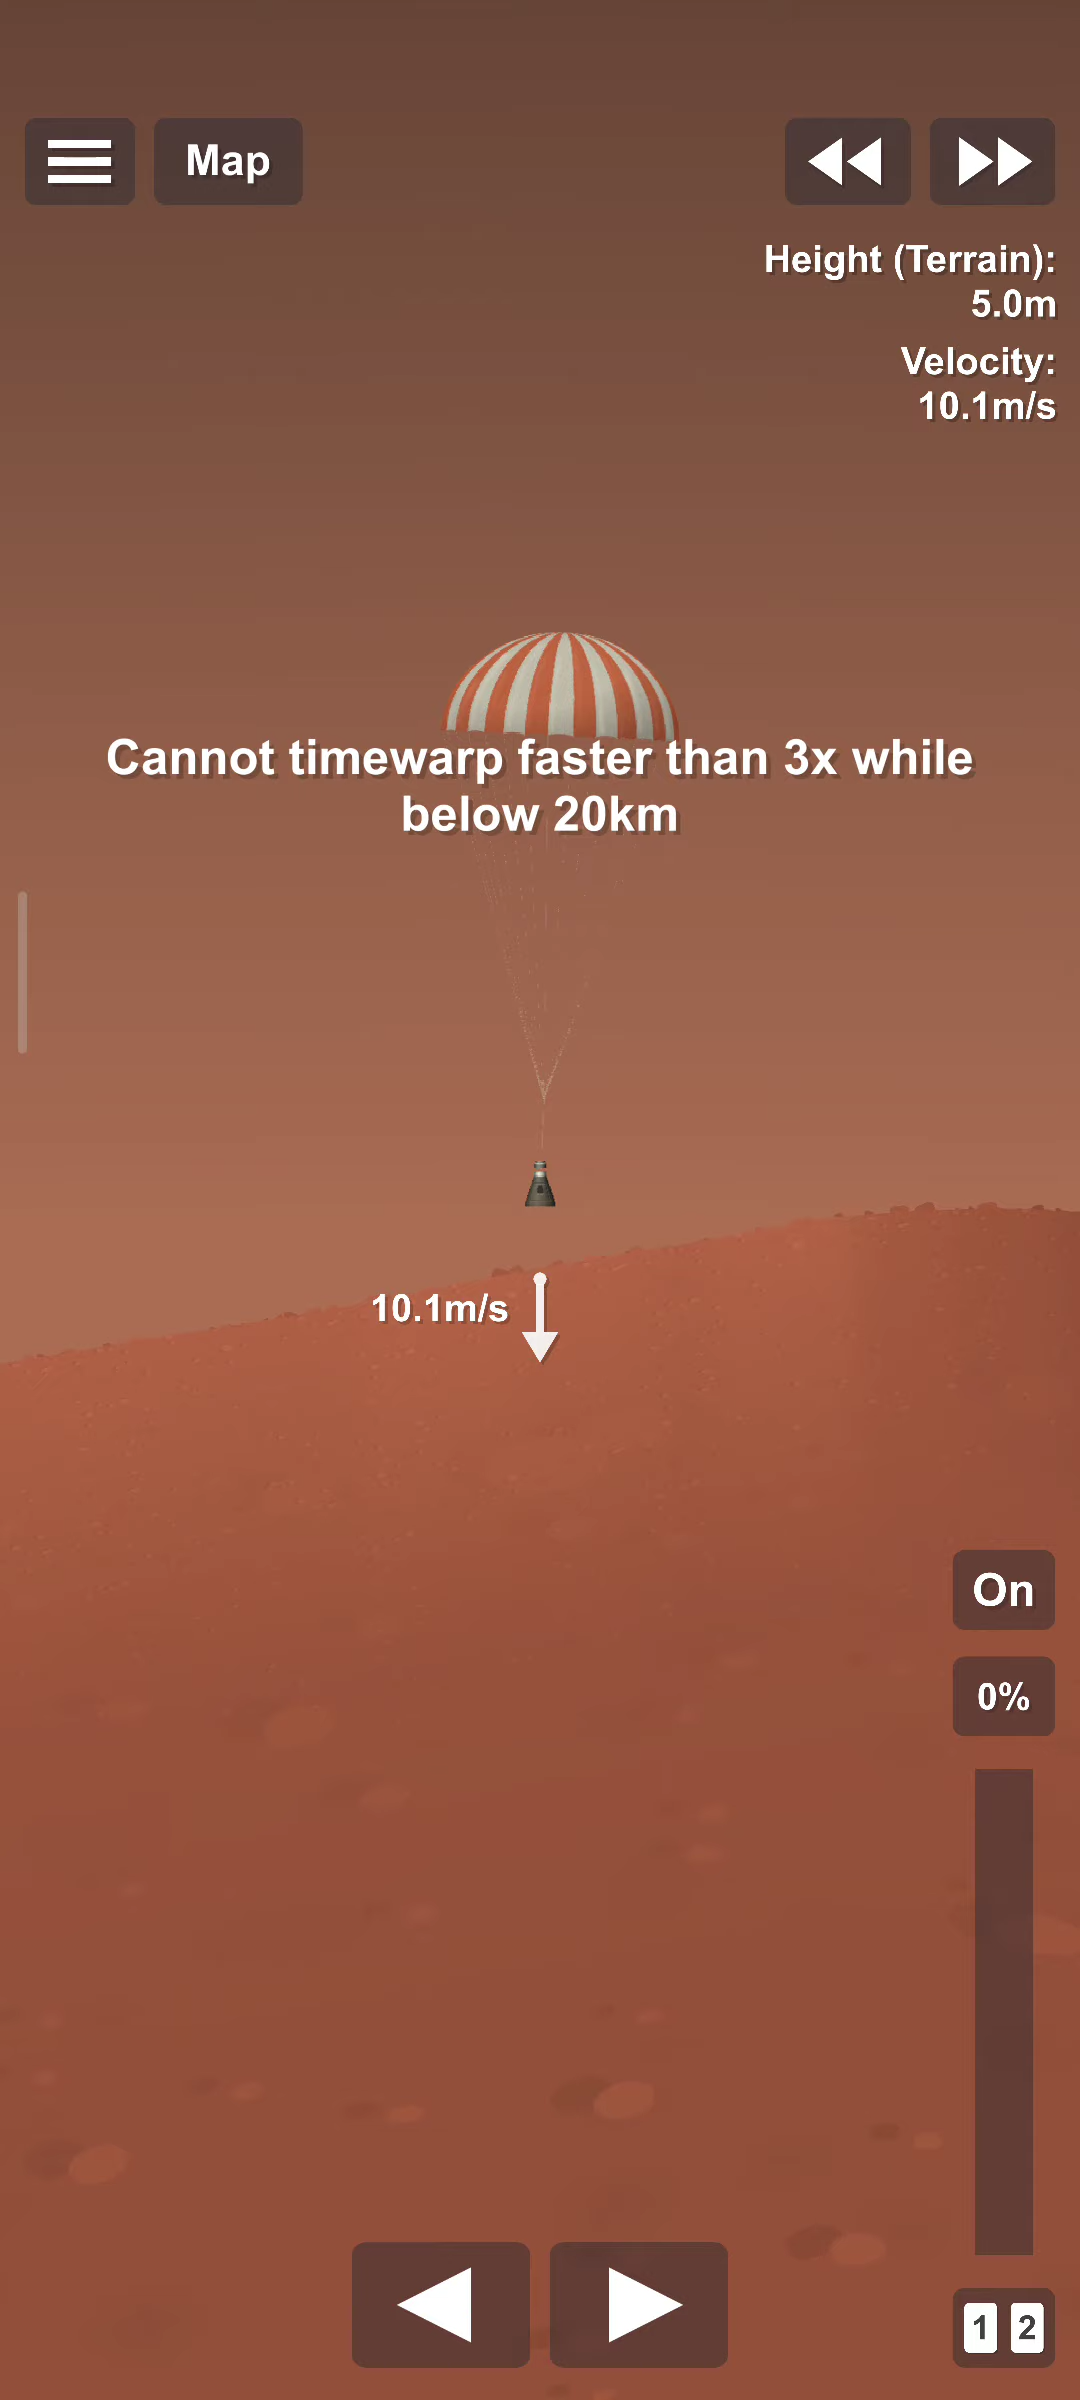 Map
Height (Terrain):
5.0m
Velocity:
10.1m/s
Cannot timewarp faster than 3x while
below 20km
10.1m/s
On
0%
1 2